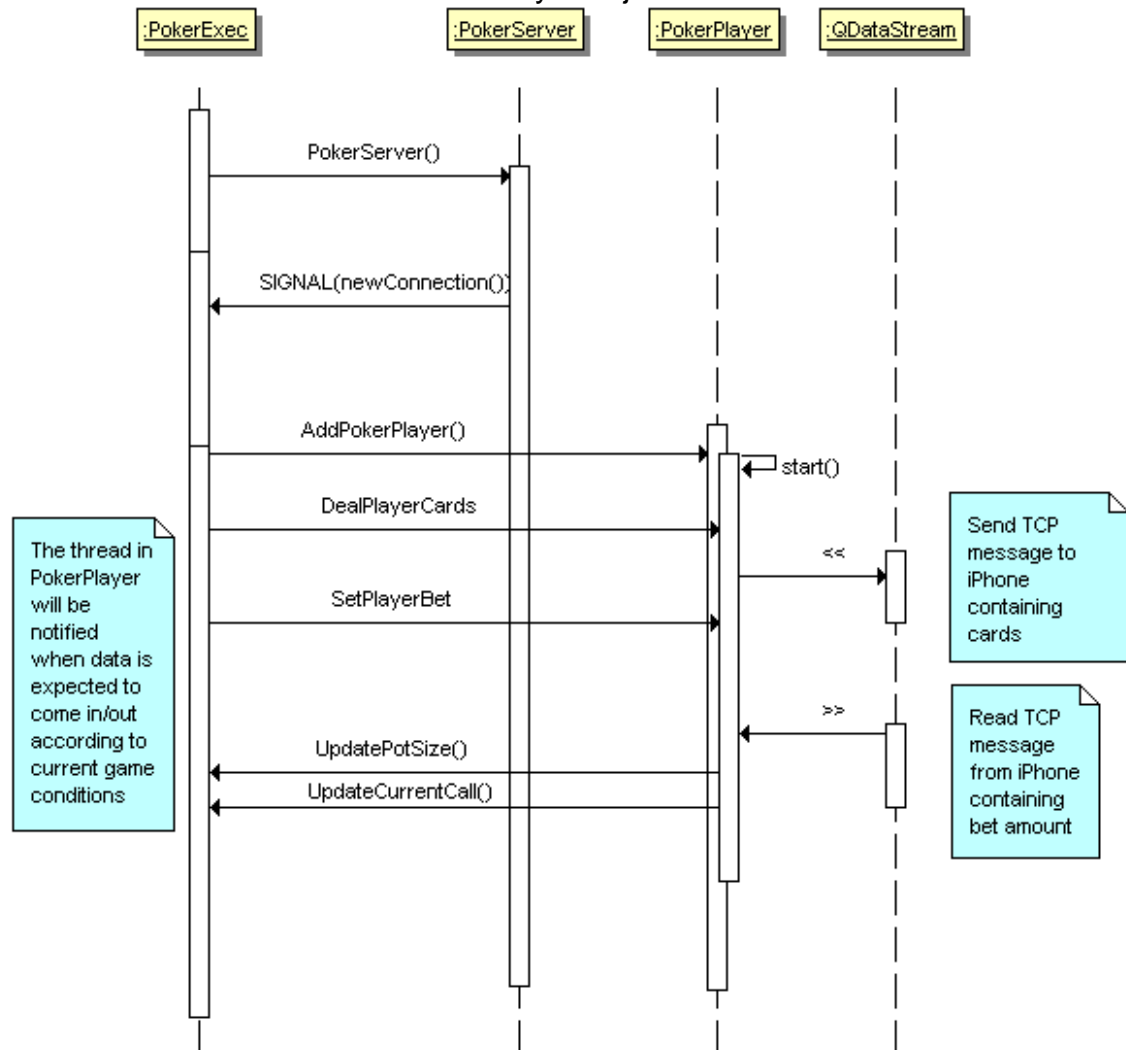 :PokerExec
:PokerServer
:PokerPlayer
:QDataStream
PokerServer()
SIGNAL(newConnection())
AddPokerPlayer()
start()
DealPlayerCards
<<
SetPlayerBet
>>
UpdatePotSize()
UpdateCurrentCall()
The thread in
PokerPlayer
will be
notified
when data is
expected to
come in/out
according to
current game
conditions
Send TCP
message to
iPhone
containing
cards
Read TCP
message
from iPhone
containing
bet amount